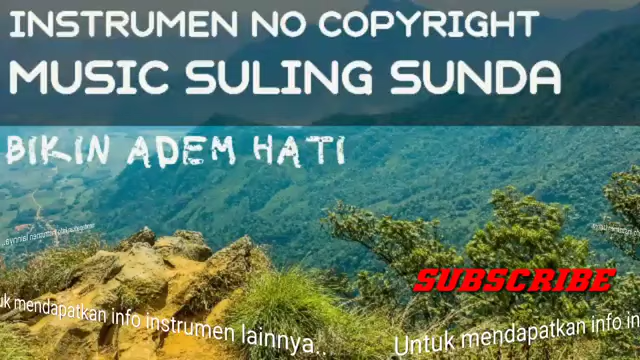 INSTRUMEN NO COPYRIGHT
MUSIC SULING SUNDA
BIKIN ADEM HATI
SUBSCRIBE
uk mendapatkan info instrumen lainnya..
Untuk mendapatkan info in